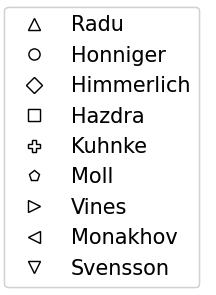 Radu
Honniger
Himmerlich
Hazdra
Kuhnke
Moll
Vines
Monakhov
Svensson